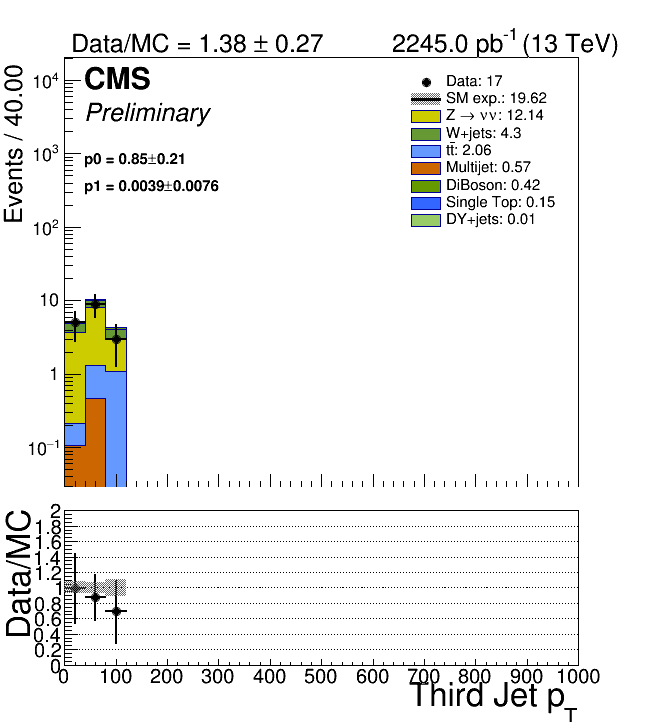 Data/MC = 1.38 ± 0.27 2245.0 pb⁻¹ (13 TeV)
CMS
Preliminary
p0 = 0.85±0.21
p1 = 0.0039±0.0076
Data: 17
SM exp.: 19.62
Z → νν: 12.14
W+jets: 4.3
tt̄: 2.06
Multijet: 0.57
DiBoson: 0.42
Single Top: 0.15
DY+jets: 0.01
Events / 40.00
10⁴
10³
10²
10
1
10⁻¹
Data/MC
2
1.8
1.6
1.4
1.2
1
0.8
0.6
0.4
0.2
0
0 100 200 300 400 500 600 700 800 900 1000
Third Jet p_T